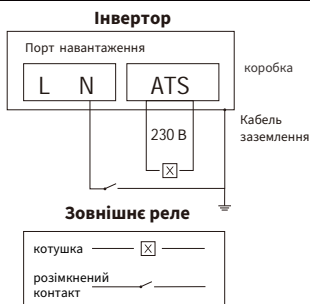 Інвертор
Порт навантаження
L N ATS
коробка
230 В
Кабель
заземлення
X
Зовнішнє реле
котушка X
розімкнений
контакт